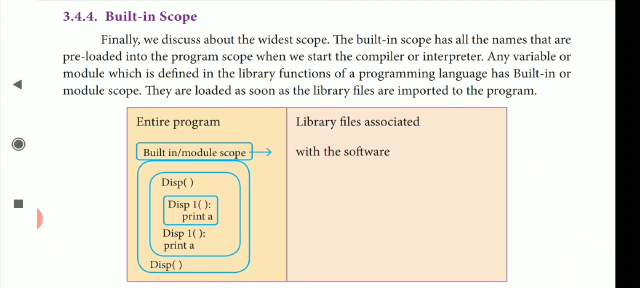 3.4.4. Built-in Scope
Finally, we discuss about the widest scope. The built-in scope has all the names that are
pre-loaded into the program scope when we start the compiler or interpreter. Any variable or
module which is defined in the library functions of a programming language has Built-in or
module scope. They are loaded as soon as the library files are imported to the program.
Entire program
Library files associated
Built in/module scope
with the software
Disp( )
Disp 1( ):
print a
Disp 1( ):
print a
Disp( )